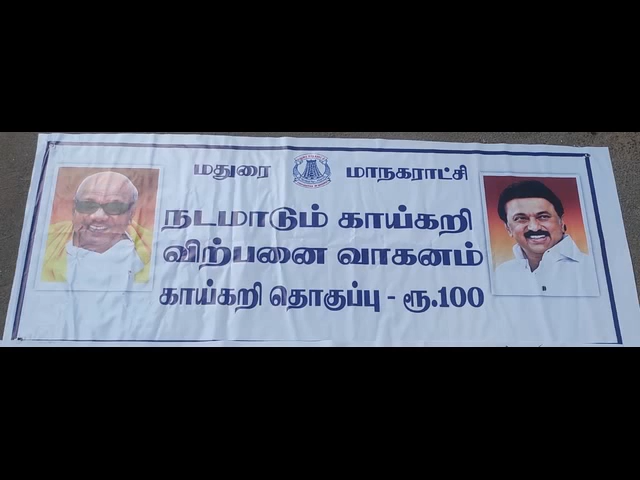 மதுரை மாநகராட்சி
நடமாடும் காய்கறி
விற்பனை வாகனம்
காய்கறி தொகுப்பு - ரூ.100